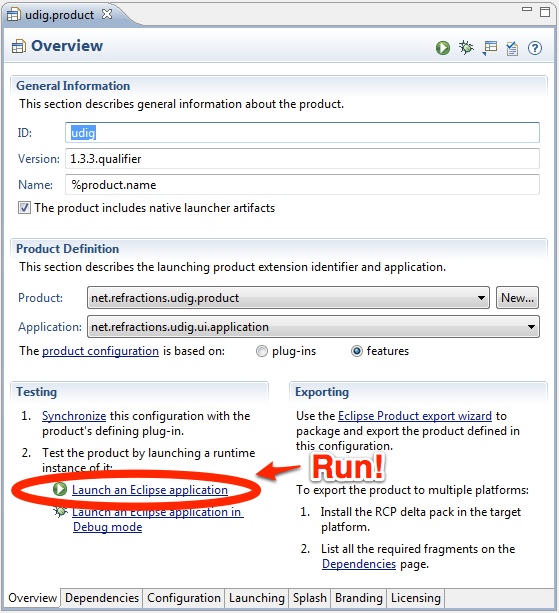 udig.product
Overview
General Information
This section describes general information about the product.
ID: udig
Version: 1.3.3.qualifier
Name: %product.name
The product includes native launcher artifacts
Product Definition
This section describes the launching product extension identifier and application.
Product: net.refractions.udig.product New...
Application: net.refractions.udig.ui.application
The product configuration is based on: plug-ins features
Testing
1. Synchronize this configuration with the
product's defining plug-in.
2. Test the product by launching a runtime
instance of it:
Launch an Eclipse application
Launch an Eclipse application in
Debug mode
Run!
Exporting
Use the Eclipse Product export wizard to
package and export the product defined in
this configuration.
To export the product to multiple platforms:
1. Install the RCP delta pack in the target
platform.
2. List all the required fragments on the
Dependencies page.
Overview Dependencies Configuration Launching Splash Branding Licensing